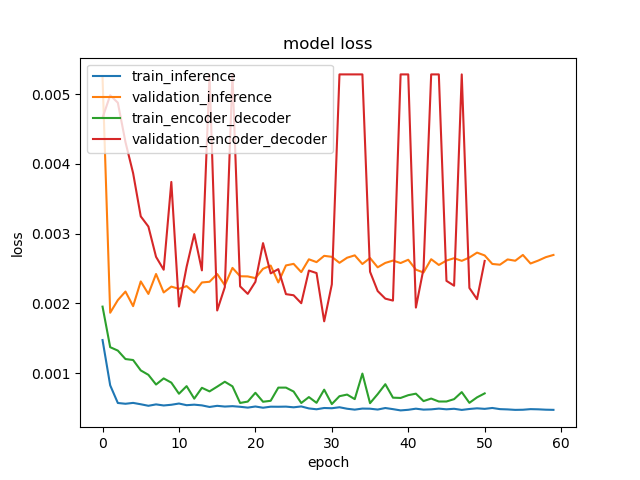 model loss
train_inference
validation_inference
train_encoder_decoder
validation_encoder_decoder
0.005
0.004
0.003
0.002
0.001
loss
0 10 20 30 40 50 60
epoch